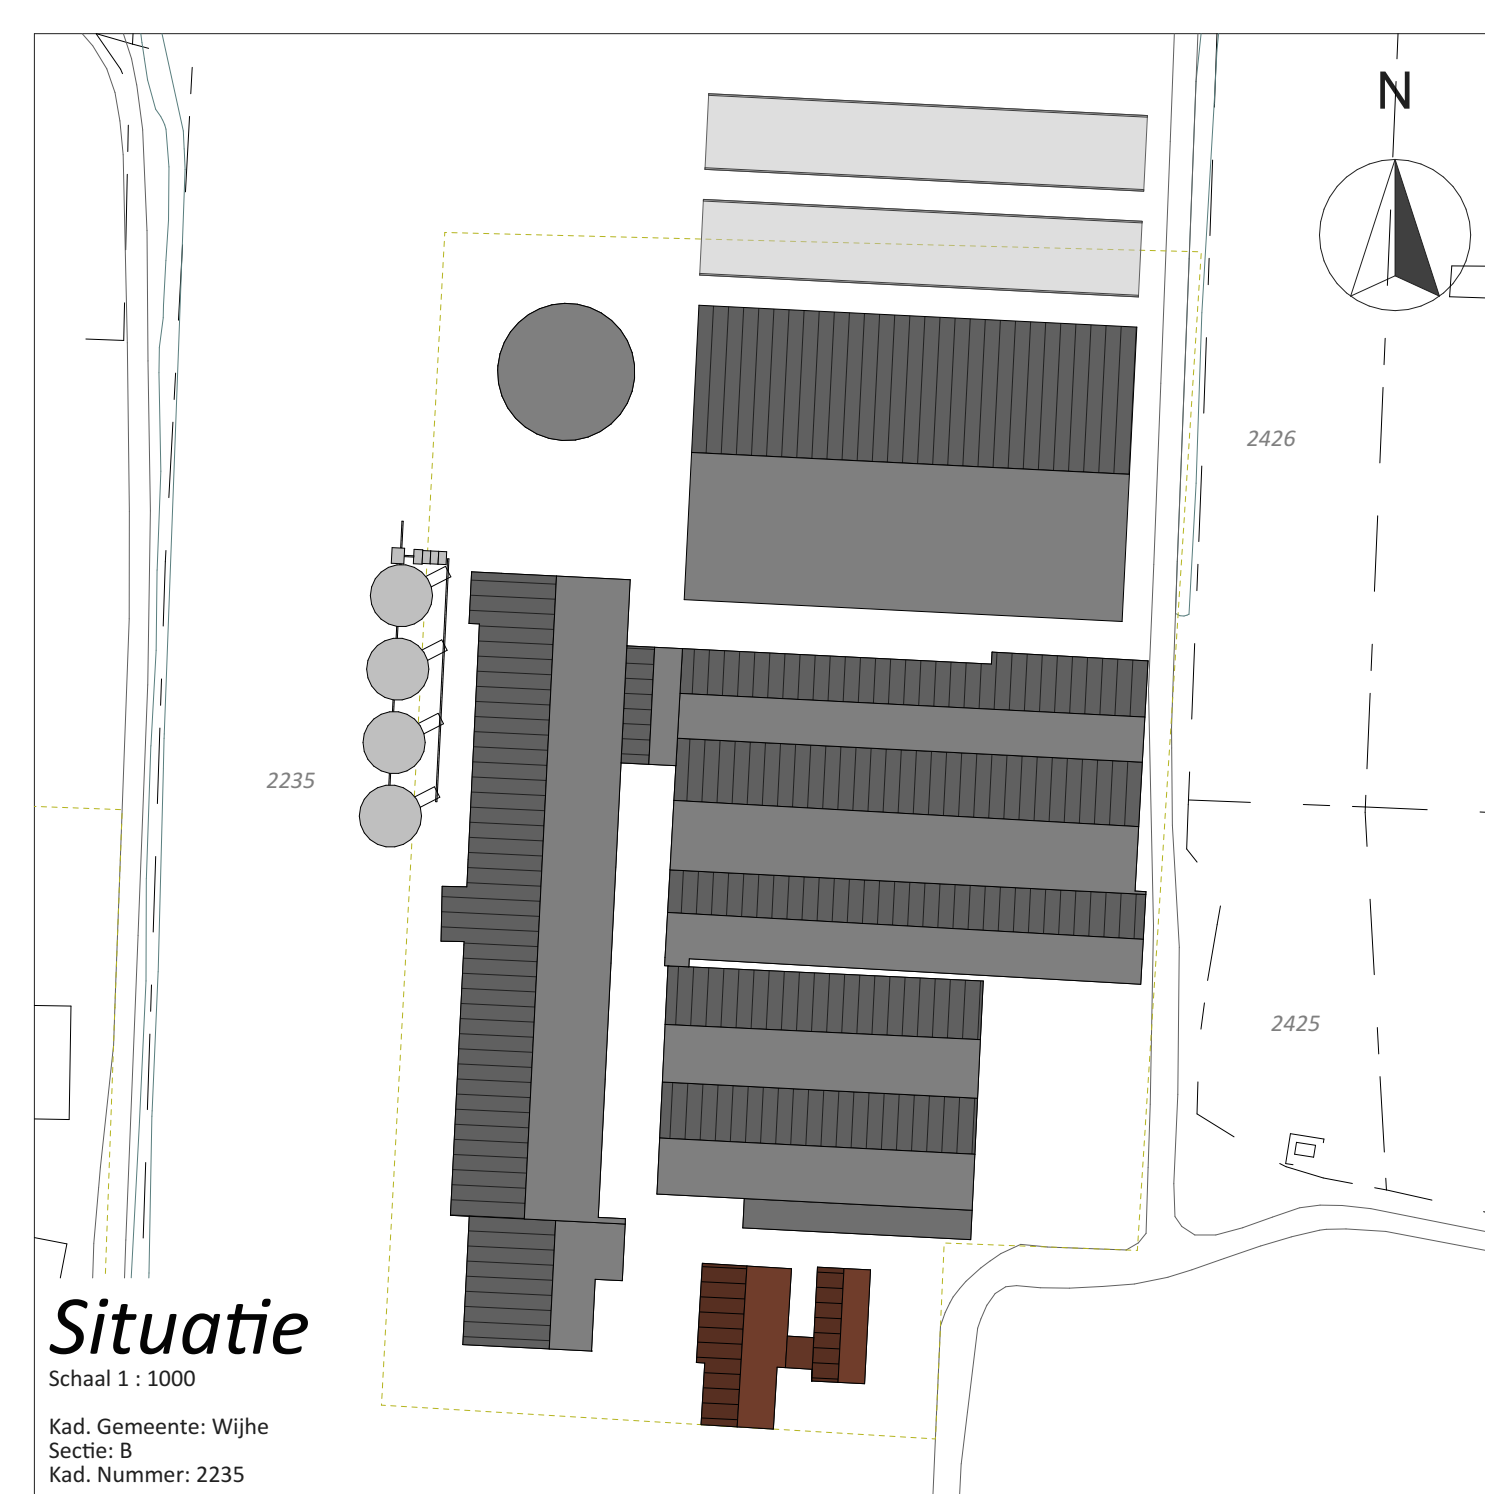 N
2426
2235
2425
Situatie
Schaal 1 : 1000
Kad. Gemeente: Wijhe
Sectie: B
Kad. Nummer: 2235